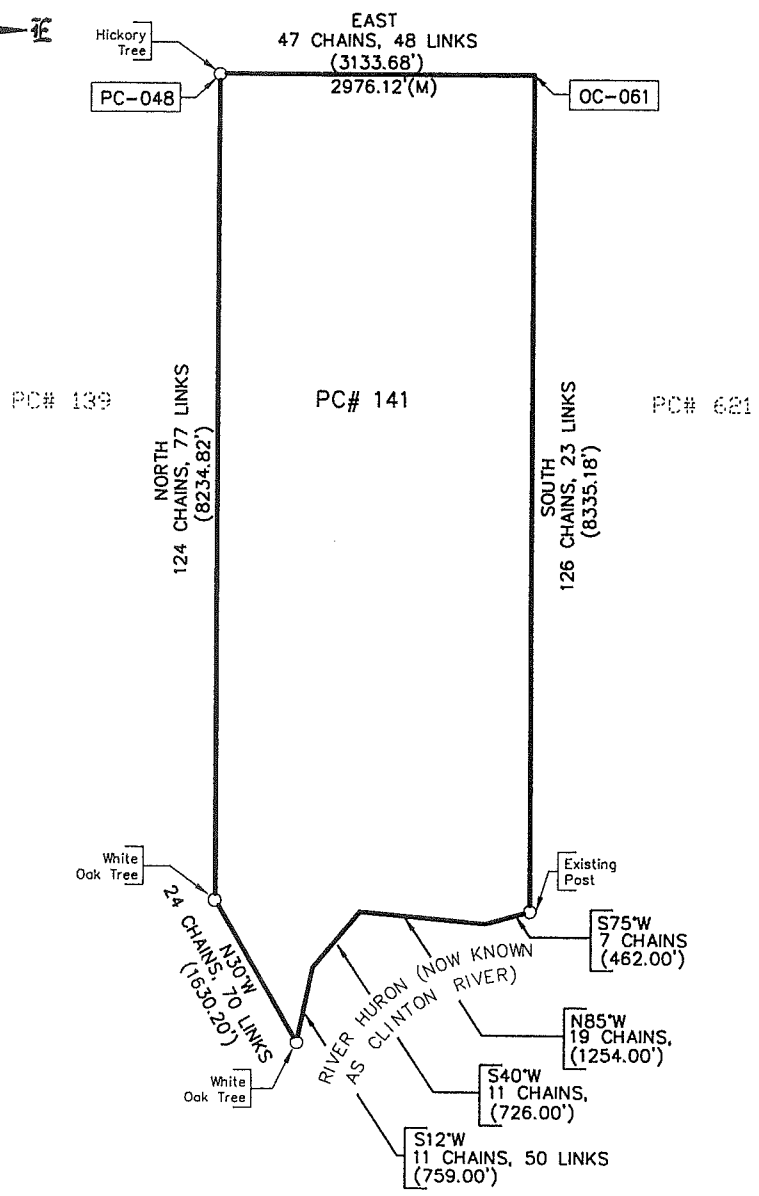 E
EAST
47 CHAINS, 48 LINKS
(3133.68')
2976.12'(M)
Hickory
Tree
PC-048
OC-061
PC# 139
PC# 141
PC# 621
NORTH
124 CHAINS, 77 LINKS
(8234.82')
SOUTH
126 CHAINS, 23 LINKS
(8335.18')
White
Oak Tree
Existing
Post
N30°W
24 CHAINS, 70 LINKS
(1630.20')
S75°W
7 CHAINS
(462.00')
RIVER HURON (NOW KNOWN
AS CLINTON RIVER)
N85°W
19 CHAINS,
(1254.00')
White
Oak Tree
S40°W
11 CHAINS,
(726.00')
S12°W
11 CHAINS, 50 LINKS
(759.00')